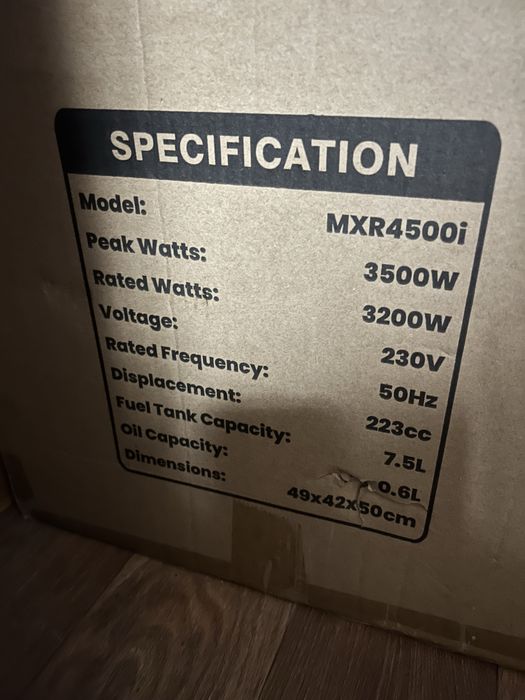 SPECIFICATION
Model: MXR4500i
Peak Watts: 3500W
Rated Watts: 3200W
Voltage: 230V
Rated Frequency: 50Hz
Displacement: 223cc
Fuel Tank Capacity: 7.5L
Oil Capacity: 0.6L
Dimensions: 49x42x50cm